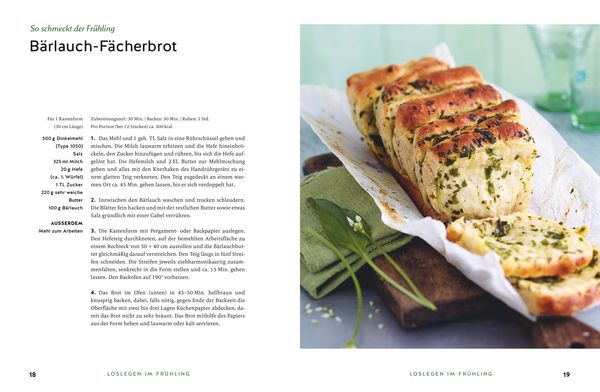 So schmeckt der Frühling
Bärlauch-Fächerbrot
Für 1 Kastenform
(30 cm Länge)
500 g Dinkelmehl
(Type 1050)
Salz
325 ml Milch
20 g Hefe
(ca. ½ Würfel)
1 TL Zucker
220 g sehr weiche
Butter
100 g Bärlauch
AUSSERDEM
Mehl zum Arbeiten
Zubereitungszeit: 30 Min. | Backen: 50 Min. | Ruhen: 1 Std.
Pro Portion (bei 12 Stücken) ca. 300 kcal
1. Das Mehl und 1 geh. TL Salz in eine Rührschüssel geben und
mischen. Die Milch lauwarm erhitzen und die Hefe hineinbrö-
ckeln, den Zucker hinzufügen und rühren, bis sich die Hefe auf-
gelöst hat. Die Hefemilch und 2 EL Butter zur Mehlmischung
geben und alles mit den Knethaken des Handrührgeräts zu ei-
nem glatten Teig verkneten. Den Teig zugedeckt an einem war-
men Ort ca. 45 Min. gehen lassen, bis er sich verdoppelt hat.
2. Inzwischen den Bärlauch waschen und trocken schleudern.
Die Blätter fein hacken und mit der restlichen Butter sowie etwas
Salz gründlich mit einer Gabel verrühren.
3. Die Kastenform mit Pergament- oder Backpapier auslegen.
Den Hefeteig durchkneten, auf der bemehlten Arbeitsfläche zu
einem Rechteck von 50 × 40 cm ausrollen und die Bärlauchbut-
ter gleichmäßig darauf verstreichen. Den Teig längs in fünf Strei-
fen schneiden. Die Streifen jeweils ziehharmonikaartig zusam-
menfalten, senkrecht in die Form stellen und ca. 15 Min. gehen
lassen. Den Backofen auf 190° vorheizen.
4. Das Brot im Ofen (unten) in 45–50 Min. hellbraun und
knusprig backen, dabei, falls nötig, gegen Ende der Backzeit die
Oberfläche mit zwei bis drei Lagen Küchenpapier abdecken, da-
mit das Brot nicht zu sehr bräunt. Das Brot mithilfe des Papiers
aus der Form heben und lauwarm oder kalt servieren.
18
LOSLEGEN IM FRÜHLING
LOSLEGEN IM FRÜHLING
19